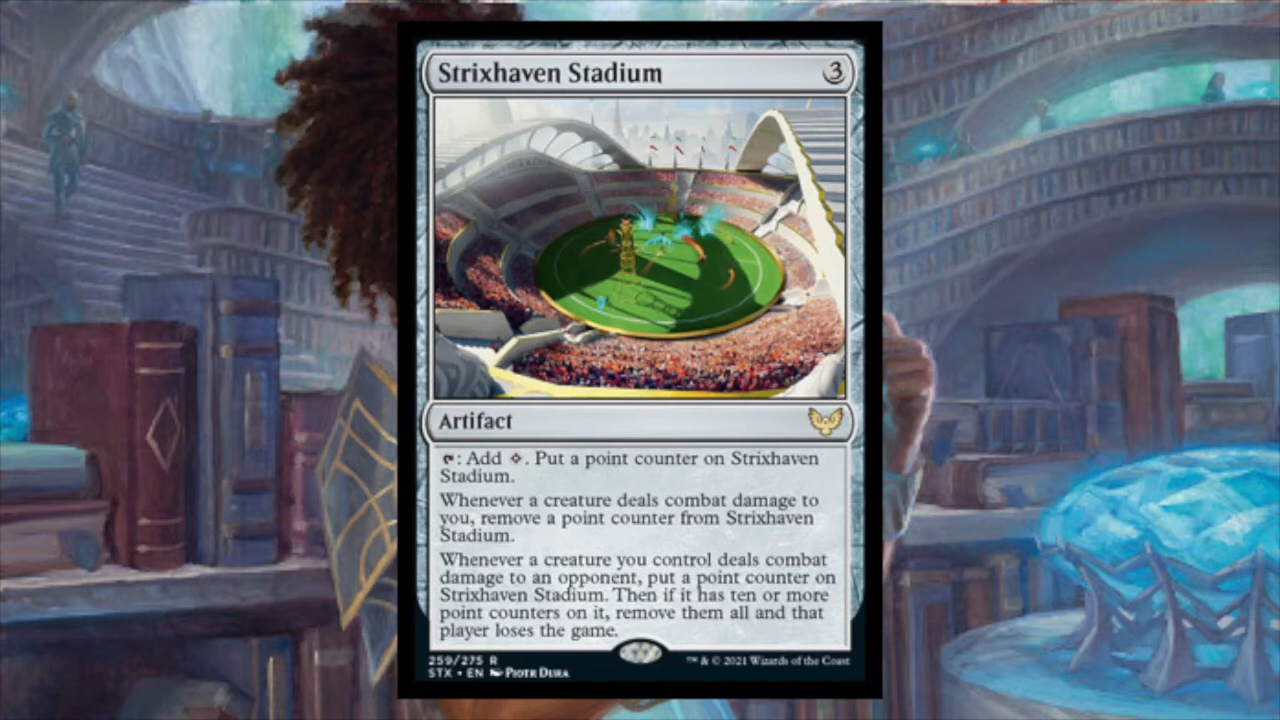 Strixhaven Stadium 3
Artifact
: Add . Put a point counter on Strixhaven
Stadium.
Whenever a creature deals combat damage to
you, remove a point counter from Strixhaven
Stadium.
Whenever a creature you control deals combat
damage to an opponent, put a point counter on
Strixhaven Stadium. Then if it has ten or more
point counters on it, remove them all and that
player loses the game.
259/275 R
STX • EN Piotr Dura
™ & © 2021 Wizards of the Coast